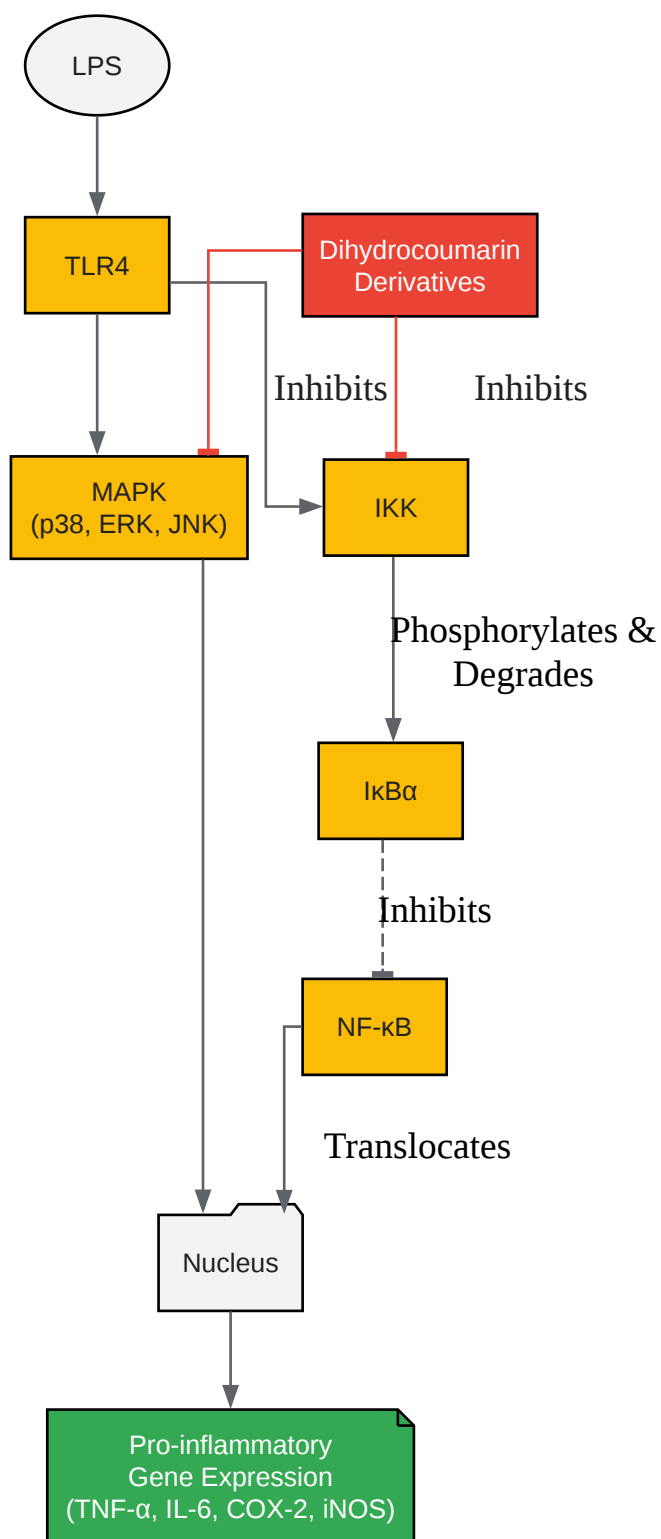 LPS
TLR4
Dihydrocoumarin
Derivatives
Inhibits
Inhibits
MAPK
(p38, ERK, JNK)
IKK
Phosphorylates &
Degrades
IκBα
Inhibits
NF-κB
Translocates
Nucleus
Pro-inflammatory
Gene Expression
(TNF-α, IL-6, COX-2, iNOS)